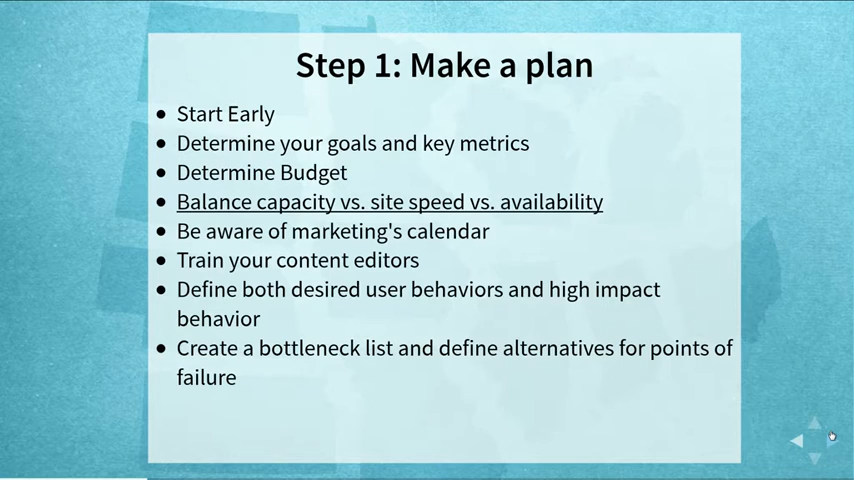 Step 1: Make a plan
Start Early
Determine your goals and key metrics
Determine Budget
Balance capacity vs. site speed vs. availability
Be aware of marketing's calendar
Train your content editors
Define both desired user behaviors and high impact
behavior
Create a bottleneck list and define alternatives for points of
failure